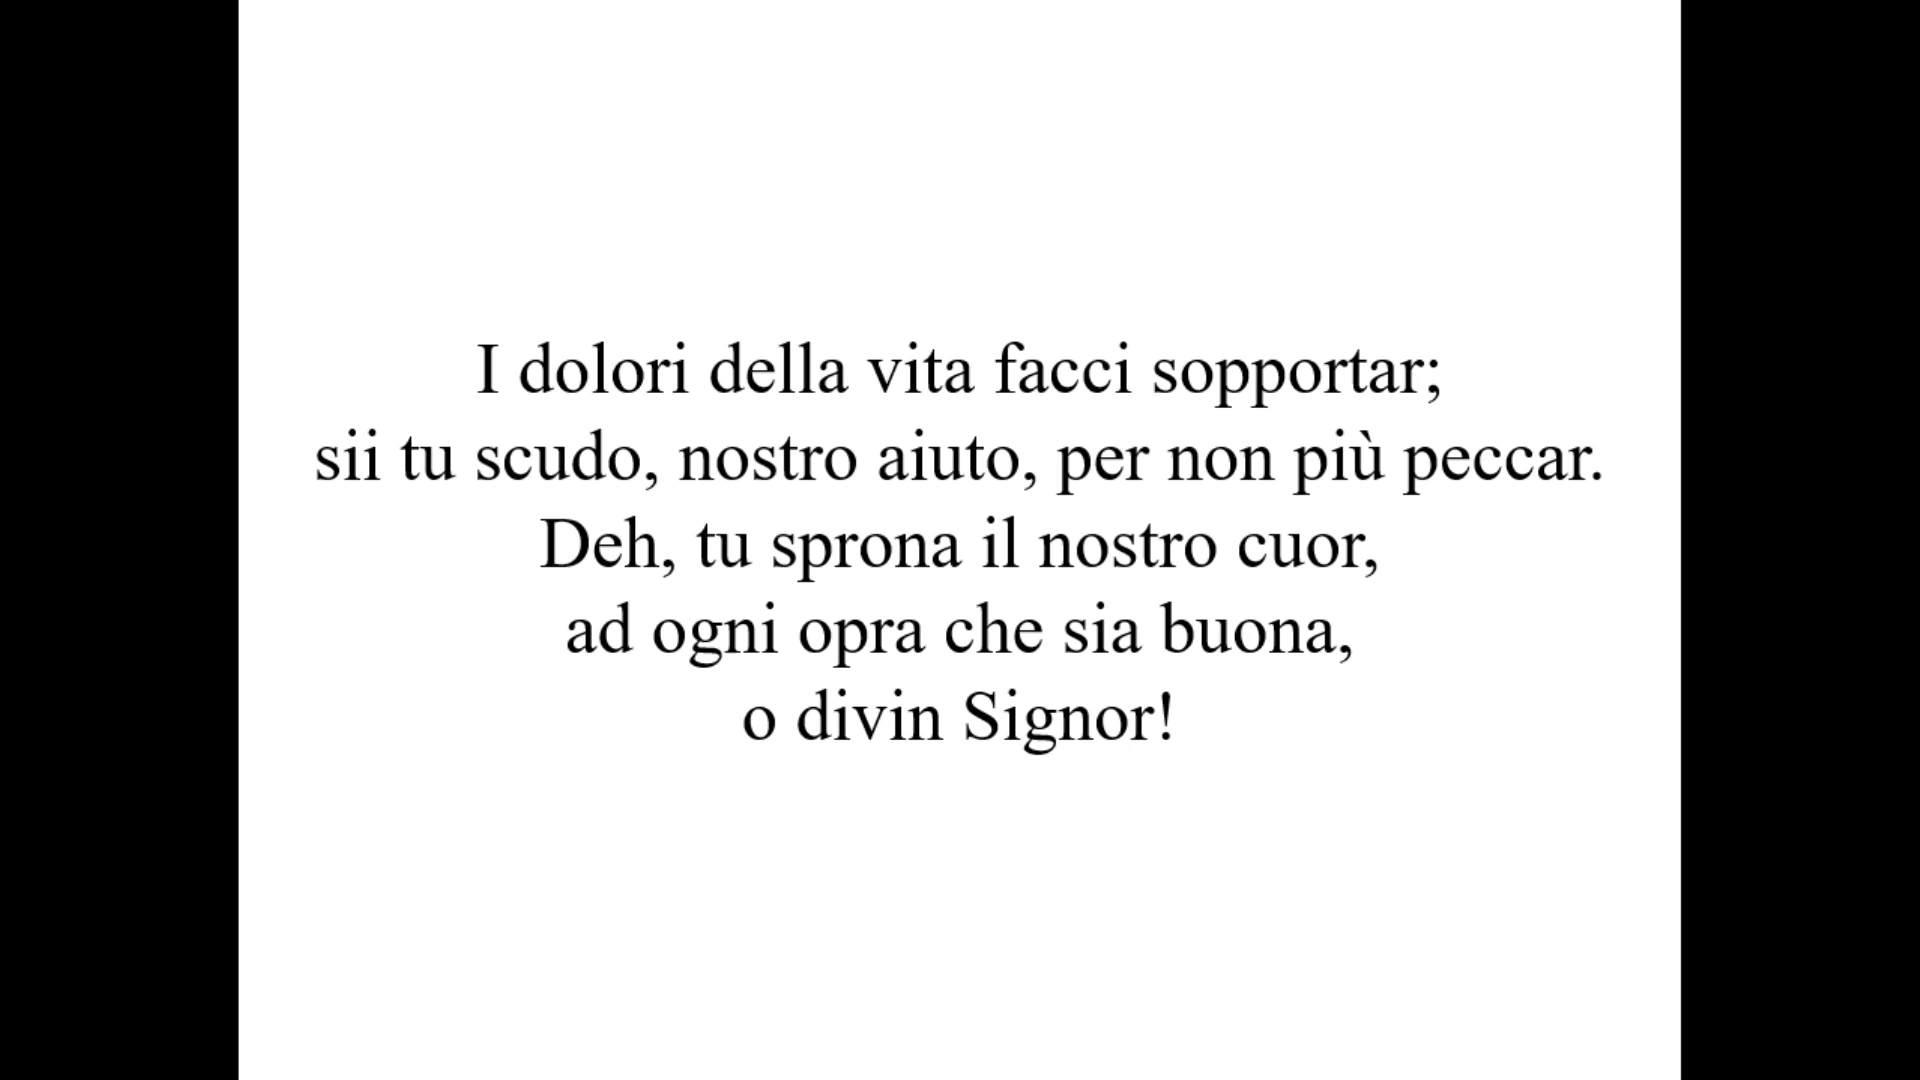 I dolori della vita facci sopportar;
sii tu scudo, nostro aiuto, per non più peccar.
Deh, tu sprona il nostro cuor,
ad ogni opra che sia buona,
o divin Signor!